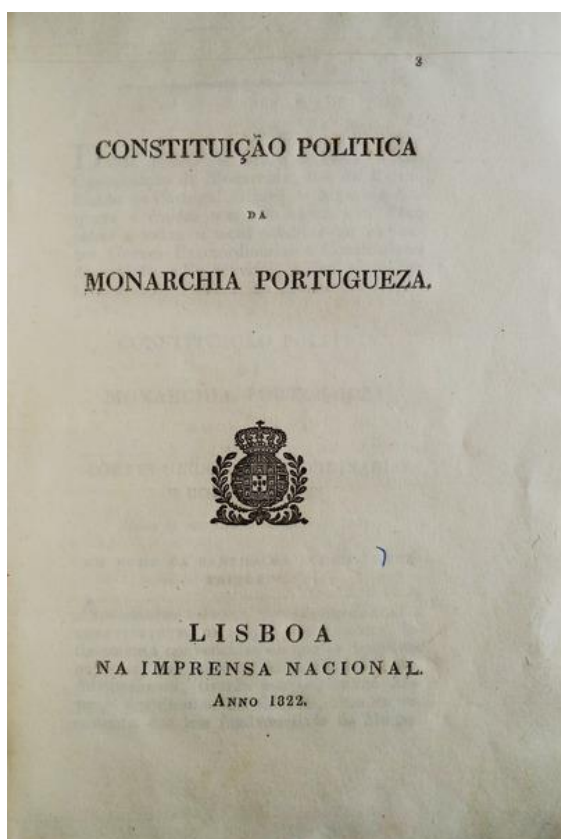 3
CONSTITUIÇÃO POLITICA
DA
MONARCHIA PORTUGUEZA.
LISBOA
NA IMPRENSA NACIONAL.
ANNO 1822.